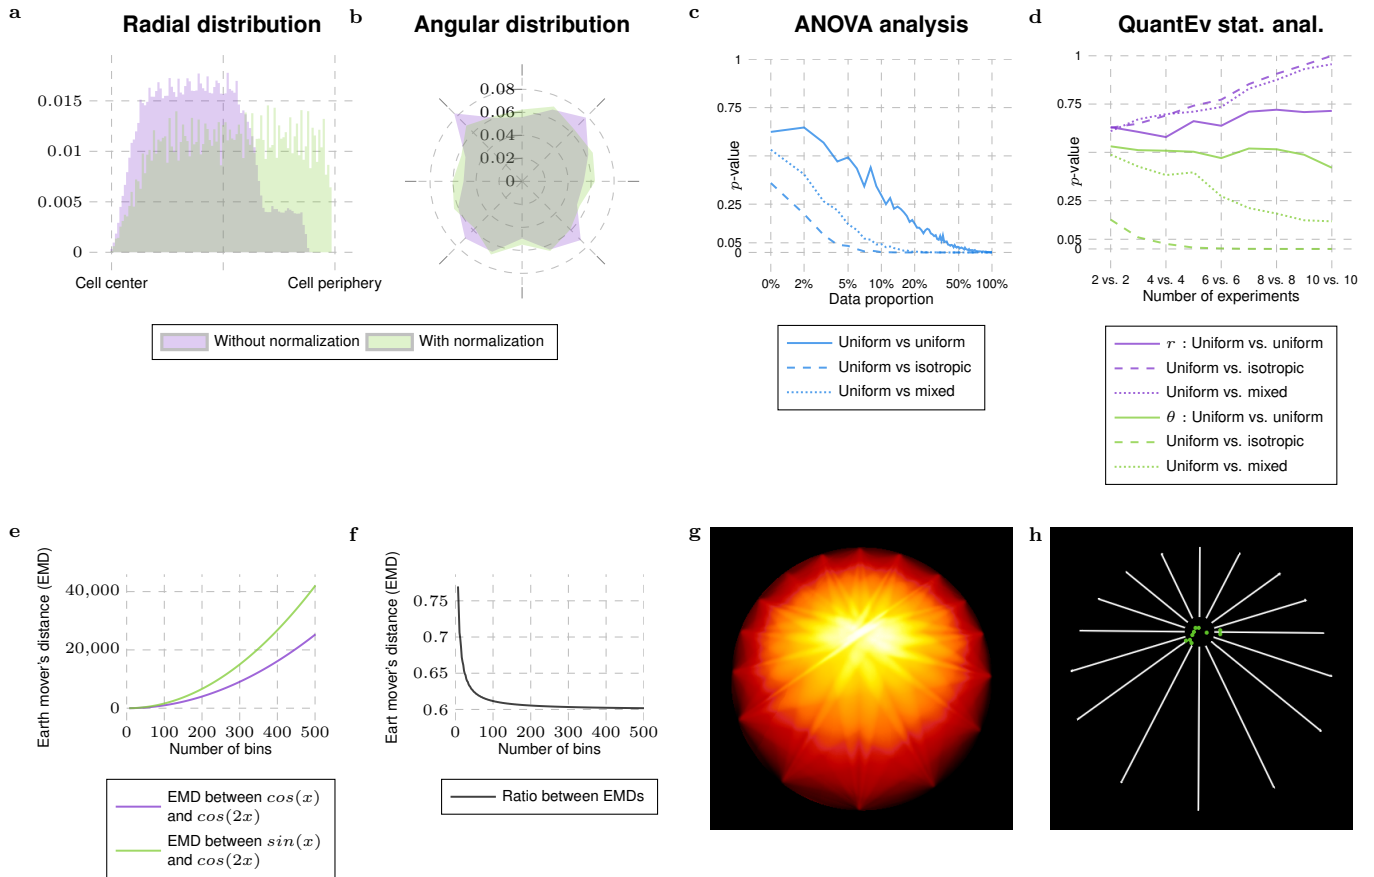 a
Radial distribution
0.015
0.01
0.005
0
Cell center
Cell periphery
b
Angular distribution
0.08
0.06
0.04
0.02
0
Without normalization
With normalization
c
ANOVA analysis
1
0.75
p-value
0.25
0.05
0
0% 2% 5% 10% 20% 50% 100%
Data proportion
Uniform vs uniform
Uniform vs isotropic
Uniform vs mixed
d
QuantEv stat. anal.
1
0.75
p-value
0.25
0.05
0
2 vs. 2 4 vs. 4 6 vs. 6 8 vs. 8 10 vs. 10
Number of experiments
r : Uniform vs. uniform
Uniform vs. isotropic
Uniform vs. mixed
θ : Uniform vs. uniform
Uniform vs. isotropic
Uniform vs. mixed
e
Earth mover's distance (EMD)
40,000
20,000
0
0 100 200 300 400 500
Number of bins
EMD between cos(x)
and cos(2x)
EMD between sin(x)
and cos(2x)
f
Eart mover's distance (EMD)
0.75
0.7
0.65
0.6
0 100 200 300 400 500
Number of bins
Ratio between EMDs
g
h